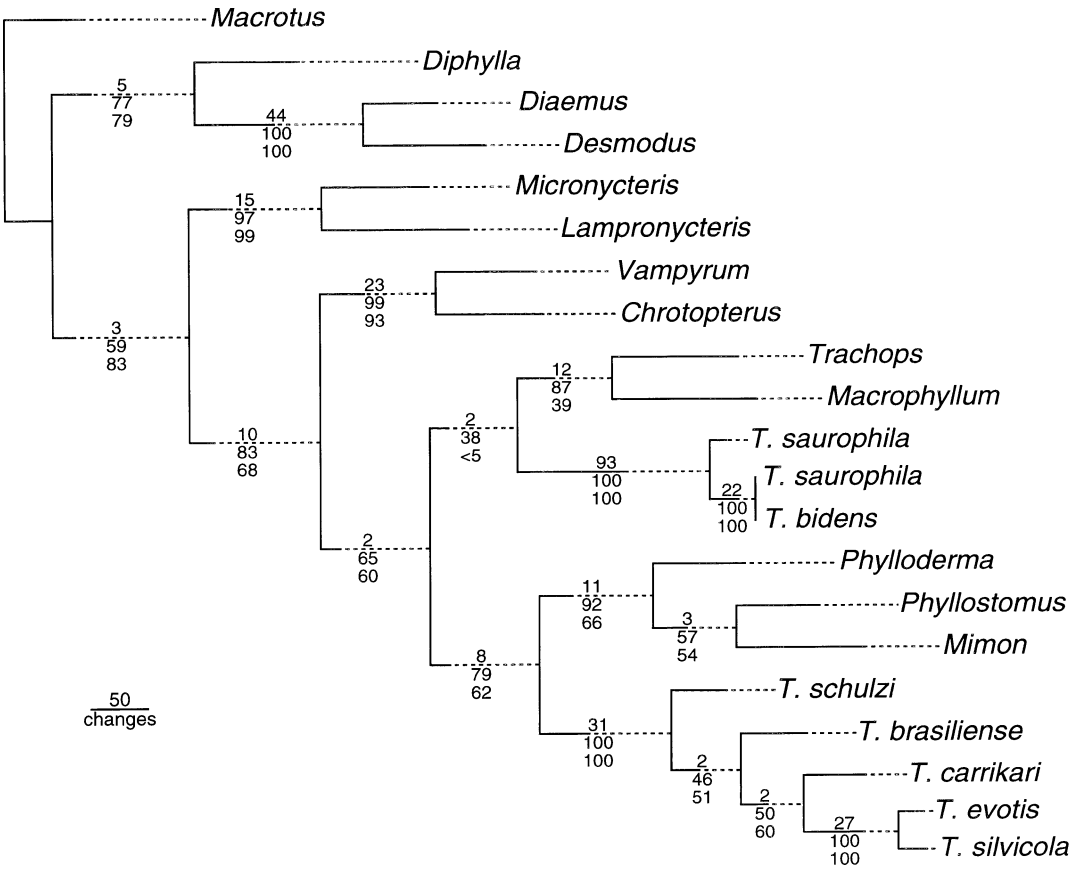 Macrotus
Diphylla
5
77
79
Diaemus
44
100
100
Desmodus
Micronycteris
15
97
99
Lampronycteris
Vampyrum
23
99
93
Chrotopterus
3
59
83
Trachops
12
87
39
Macrophyllum
2
38
<5
10
83
68
T. saurophila
93
100
100
T. saurophila
22
100
100
T. bidens
2
65
60
Phylloderma
11
92
66
Phyllostomus
3
57
54
Mimon
8
79
62
T. schulzi
50
changes
31
100
100
T. brasiliense
2
46
51
T. carrikari
2
50
60
T. evotis
27
100
100
T. silvicola